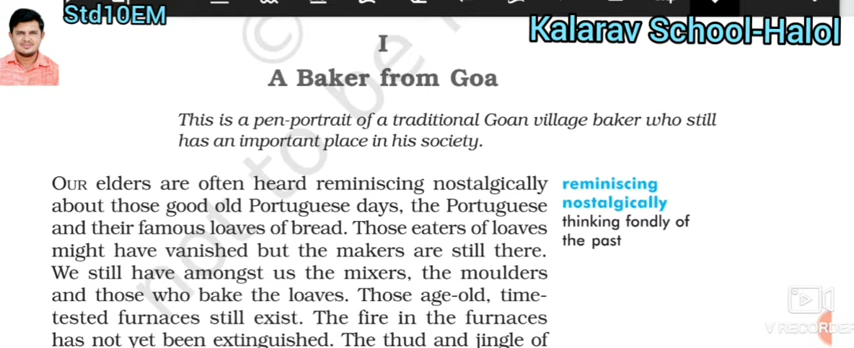 Std10EM
Kalarav School-Halol
I
A Baker from Goa
This is a pen-portrait of a traditional Goan village baker who still
has an important place in his society.
OUR elders are often heard reminiscing nostalgically
about those good old Portuguese days, the Portuguese
and their famous loaves of bread. Those eaters of loaves
might have vanished but the makers are still there.
We still have amongst us the mixers, the moulders
and those who bake the loaves. Those age-old, time-
tested furnaces still exist. The fire in the furnaces
has not yet been extinguished. The thud and jingle of
reminiscing
nostalgically
thinking fondly of
the past
©
not to be
V RECORDER